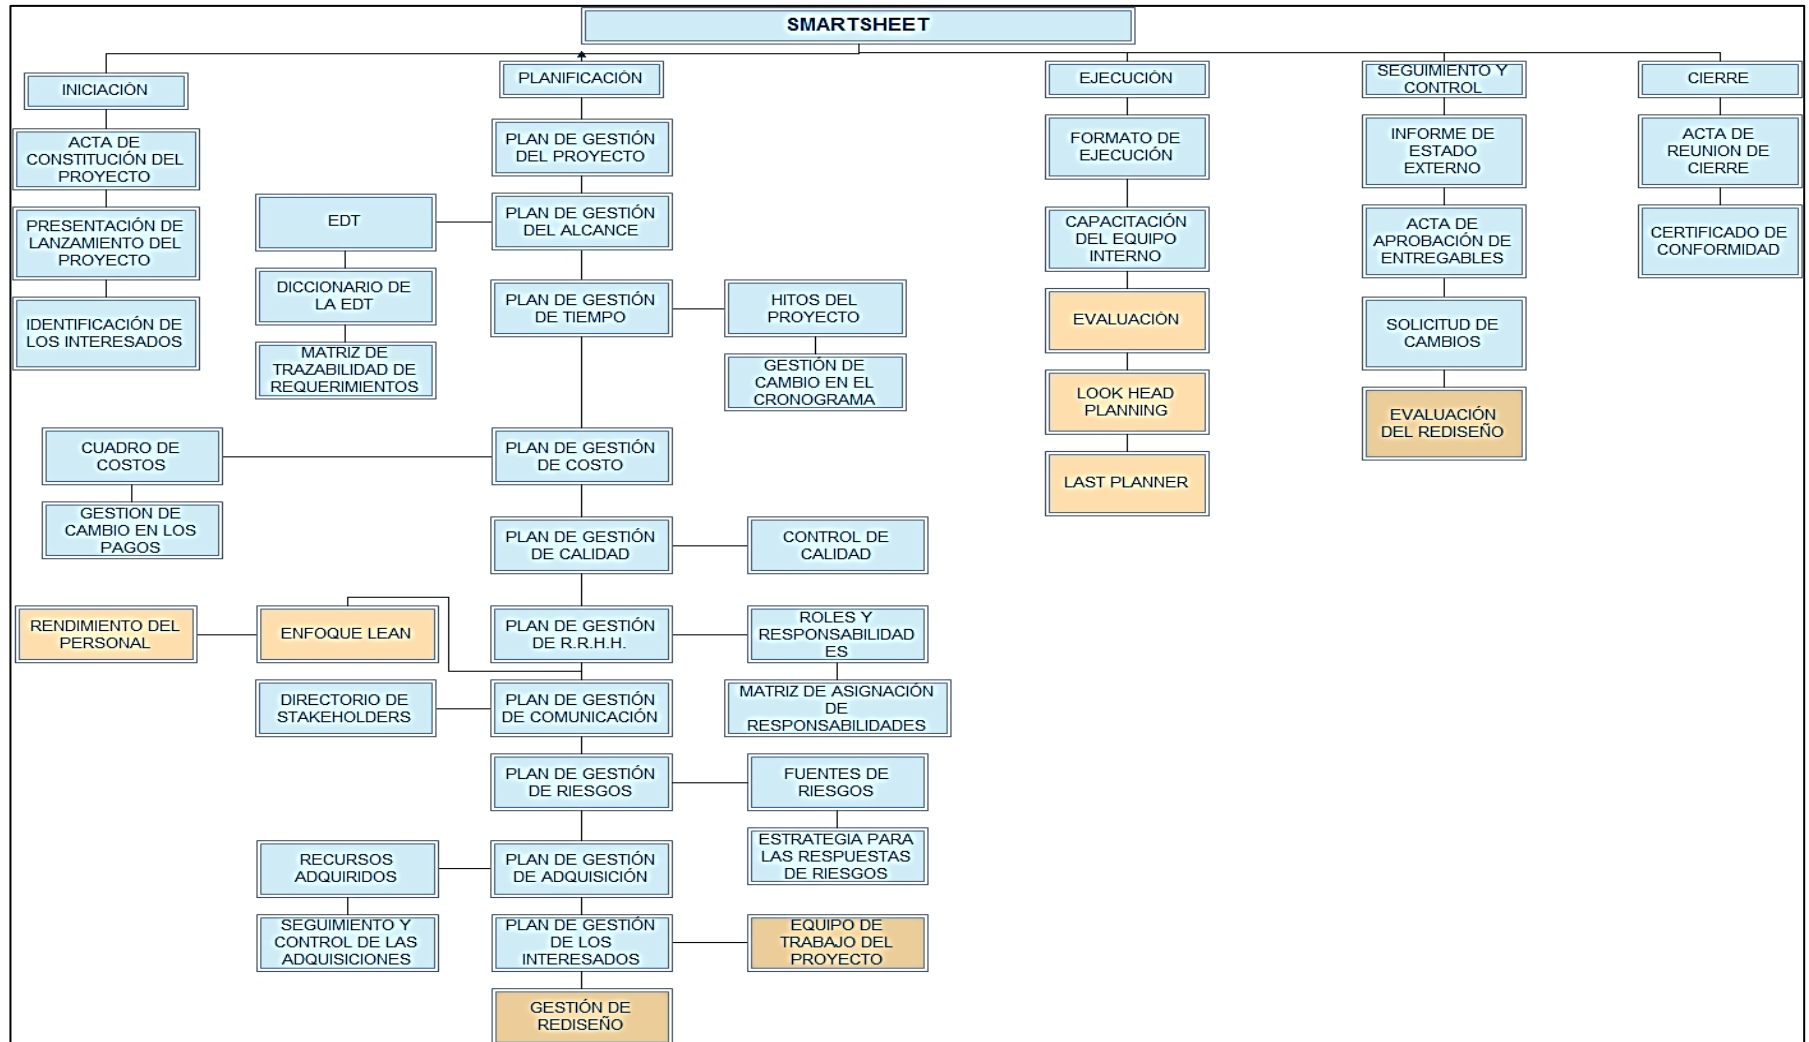 SMARTSHEET
INICIACIÓN
ACTA DE
CONSTITUCIÓN DEL
PROYECTO
PRESENTACIÓN DE
LANZAMIENTO DEL
PROYECTO
IDENTIFICACIÓN DE
LOS INTERESADOS
PLANIFICACIÓN
PLAN DE GESTIÓN
DEL PROYECTO
PLAN DE GESTIÓN
DEL ALCANCE
EDT
DICCIONARIO DE
LA EDT
MATRIZ DE
TRAZABILIDAD DE
REQUERIMIENTOS
PLAN DE GESTIÓN
DE TIEMPO
HITOS DEL
PROYECTO
GESTIÓN DE
CAMBIO EN EL
CRONOGRAMA
PLAN DE GESTIÓN
DE COSTO
CUADRO DE
COSTOS
GESTION DE
CAMBIO EN LOS
PAGOS
PLAN DE GESTIÓN
DE CALIDAD
CONTROL DE
CALIDAD
PLAN DE GESTIÓN
DE R.R.H.H.
ROLES Y
RESPONSABILIDAD
ES
MATRIZ DE ASIGNACIÓN
DE
RESPONSABILIDADES
ENFOQUE LEAN
RENDIMIENTO DEL
PERSONAL
PLAN DE GESTIÓN
DE COMUNICACIÓN
DIRECTORIO DE
STAKEHOLDERS
PLAN DE GESTIÓN
DE RIESGOS
FUENTES DE
RIESGOS
ESTRATEGIA PARA
LAS RESPUESTAS
DE RIESGOS
PLAN DE GESTIÓN
DE ADQUISICIÓN
RECURSOS
ADQUIRIDOS
SEGUIMIENTO Y
CONTROL DE LAS
ADQUISICIONES
PLAN DE GESTIÓN
DE LOS
INTERESADOS
EQUIPO DE
TRABAJO DEL
PROYECTO
GESTIÓN DE
REDISEÑO
EJECUCIÓN
FORMATO DE
EJECUCIÓN
CAPACITACIÓN
DEL EQUIPO
INTERNO
EVALUACIÓN
LOOK HEAD
PLANNING
LAST PLANNER
SEGUIMIENTO Y
CONTROL
INFORME DE
ESTADO
EXTERNO
ACTA DE
APROBACIÓN DE
ENTREGABLES
SOLICITUD DE
CAMBIOS
EVALUACIÓN
DEL REDISEÑO
CIERRE
ACTA DE
REUNION DE
CIERRE
CERTIFICADO DE
CONFORMIDAD